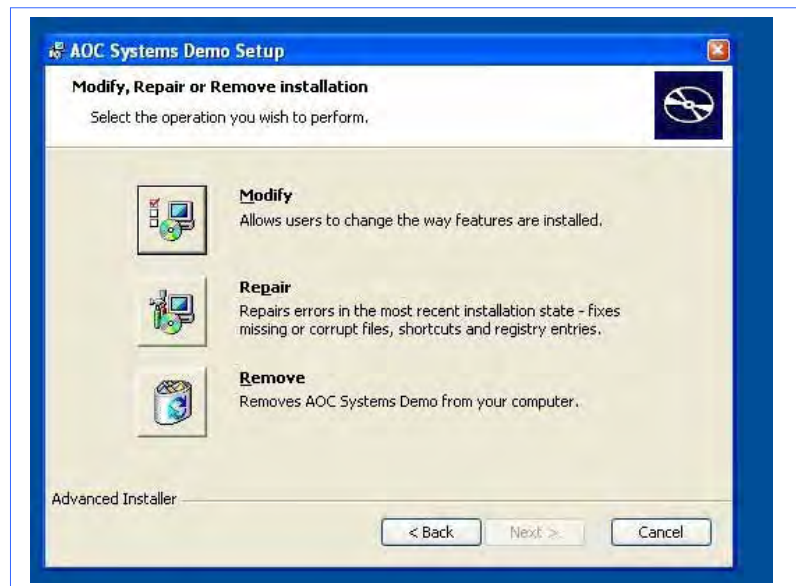 AOC Systems Demo Setup
Modify, Repair or Remove installation
Select the operation you wish to perform.
Modify
Allows users to change the way features are installed.
Repair
Repairs errors in the most recent installation state - fixes
missing or corrupt files, shortcuts and registry entries.
Remove
Removes AOC Systems Demo from your computer.
Advanced Installer
< Back
Next >
Cancel